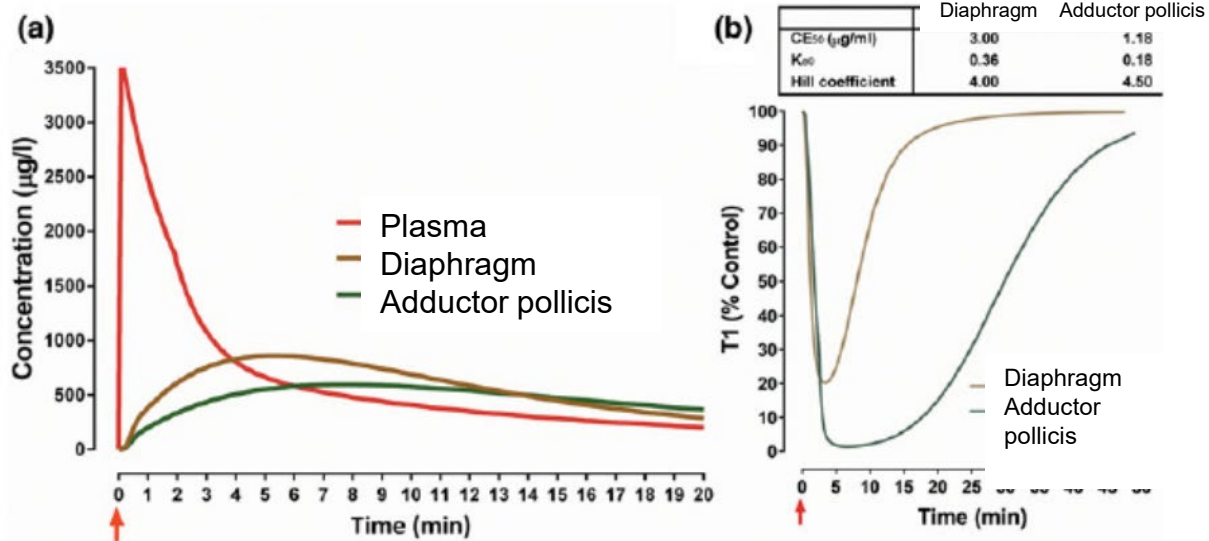 (a)
3500
3000
2500
2000
1500
1000
500
0
Concentration (µg/l)
Plasma
Diaphragm
Adductor pollicis
0 1 2 3 4 5 6 7 8 9 10 11 12 13 14 15 16 17 18 19 20
Time (min)
(b)
Diaphragm Adductor pollicis
CE50 (µg/ml) 3.00 1.18
Ke0 0.36 0.18
Hill coefficient 4.00 4.50
100
90
80
70
60
50
40
30
20
10
0
T1 (% Control)
Diaphragm
Adductor
pollicis
0 5 10 15 20 25
Time (min)